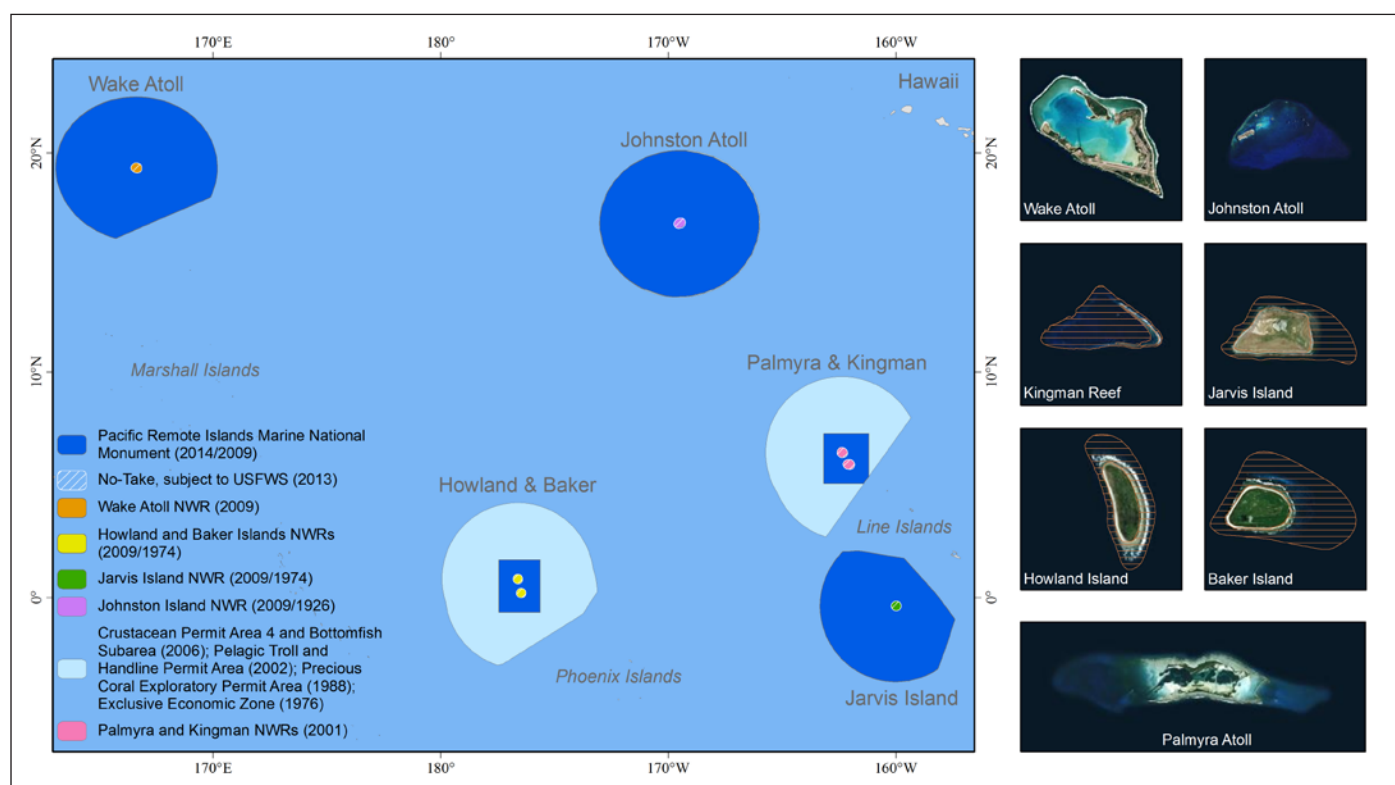 170°E
180°
170°W
160°W
Wake Atoll
Hawaii
Johnston Atoll
20°N
20°N
Marshall Islands
10°N
10°N
Palmyra & Kingman
Howland & Baker
Line Islands
0°
0°
Phoenix Islands
Jarvis Island
Pacific Remote Islands Marine National
Monument (2014/2009)
No-Take, subject to USFWS (2013)
Wake Atoll NWR (2009)
Howland and Baker Islands NWRs
(2009/1974)
Jarvis Island NWR (2009/1974)
Johnston Island NWR (2009/1926)
Crustacean Permit Area 4 and Bottomfish
Subarea (2006); Pelagic Troll and
Handline Permit Area (2002); Precious
Coral Exploratory Permit Area (1988);
Exclusive Economic Zone (1976)
Palmyra and Kingman NWRs (2001)
170°E
180°
170°W
160°W
Wake Atoll
Johnston Atoll
Kingman Reef
Jarvis Island
Howland Island
Baker Island
Palmyra Atoll